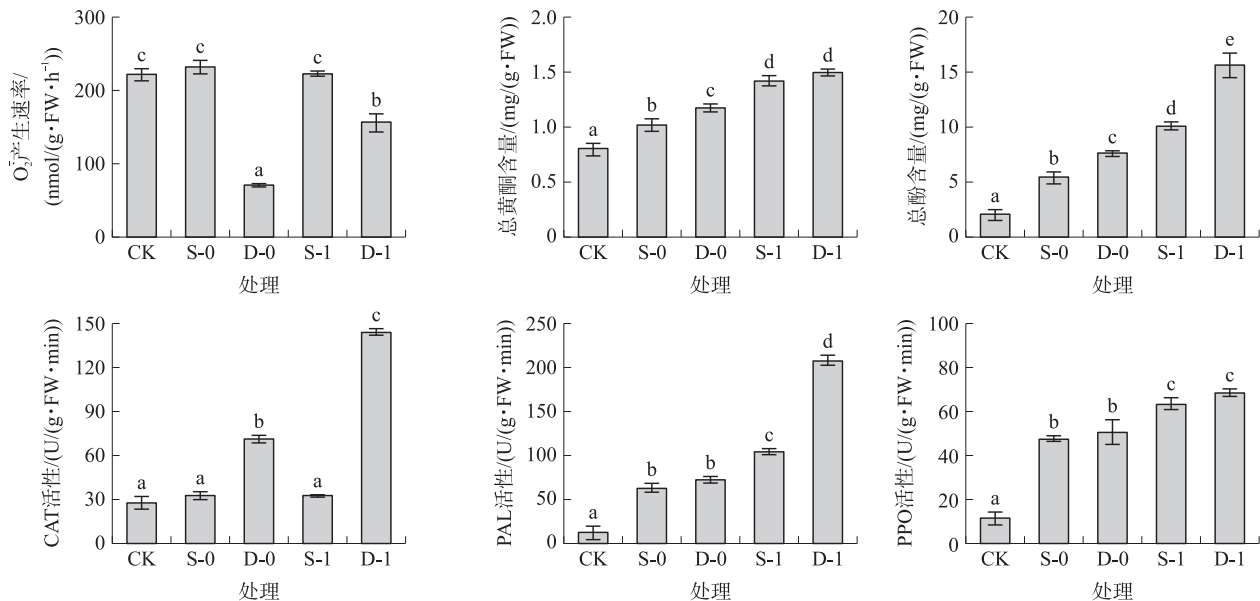 O₂⁻产生速率/
(nmol/(g·FW·h⁻¹))
300
200
100
0
c
c
a
c
b
CK S-0 D-0 S-1 D-1
处理
总黄酮含量/(mg/(g·FW))
2.0
1.5
1.0
0.5
0
a
b
c
d
d
CK S-0 D-0 S-1 D-1
处理
总酚含量/(mg/(g·FW))
20
15
10
5
0
a
b
c
d
e
CK S-0 D-0 S-1 D-1
处理
CAT活性/(U/(g·FW·min))
150
140
90
60
30
0
a
a
b
a
c
CK S-0 D-0 S-1 D-1
处理
PAL活性/(U/(g·FW·min))
250
200
150
100
50
0
a
b
b
c
d
CK S-0 D-0 S-1 D-1
处理
PPO活性/(U/(g·FW·min))
100
80
60
40
20
0
a
b
b
c
c
CK S-0 D-0 S-1 D-1
处理